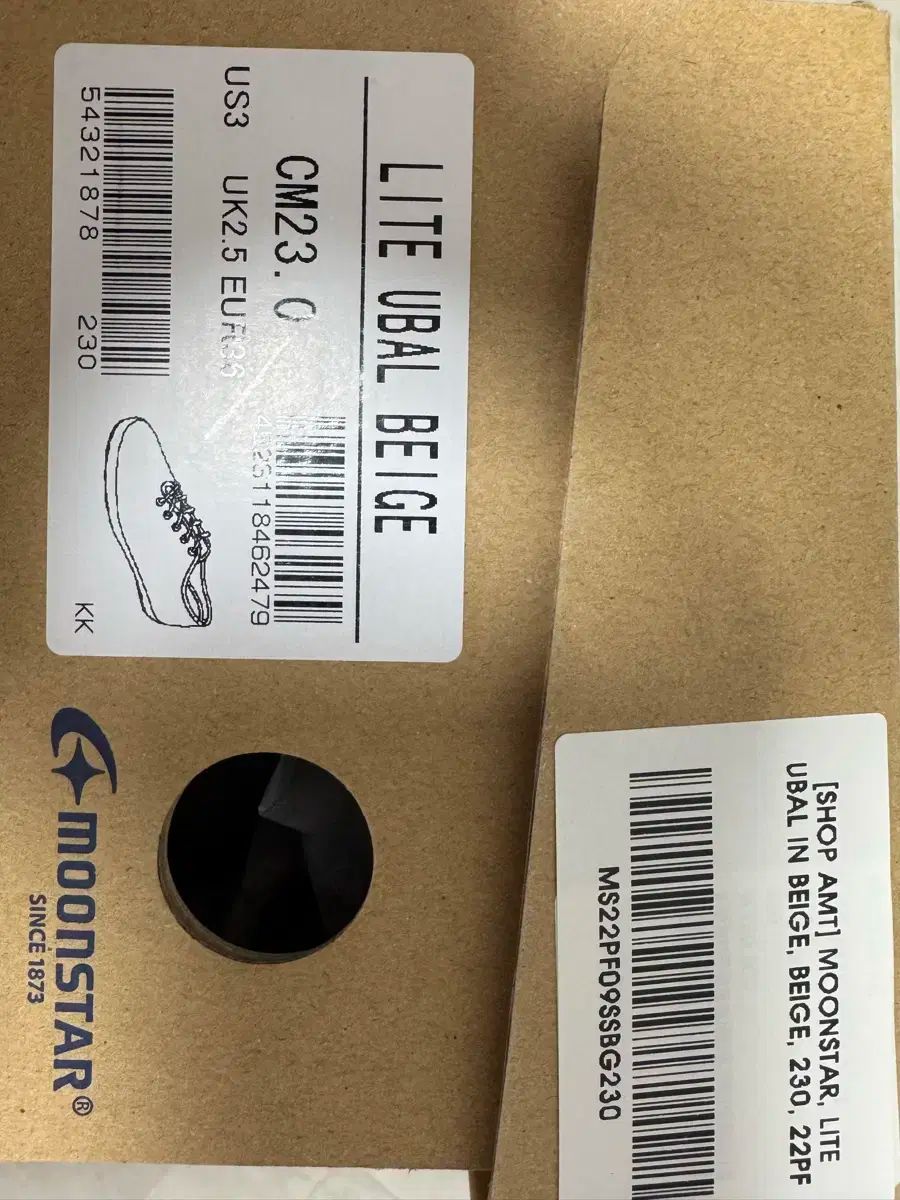 LITE UBAL BEIGE
CM23.0
US3 UK2.5 EUR36
54321878 230
KK
MOONSTAR®
SINCE 1873
[SHOP AMT] MOONSTAR, LITE
UBAL IN BEIGE, BEIGE, 230, 22PF
MS22PF09SSBG230